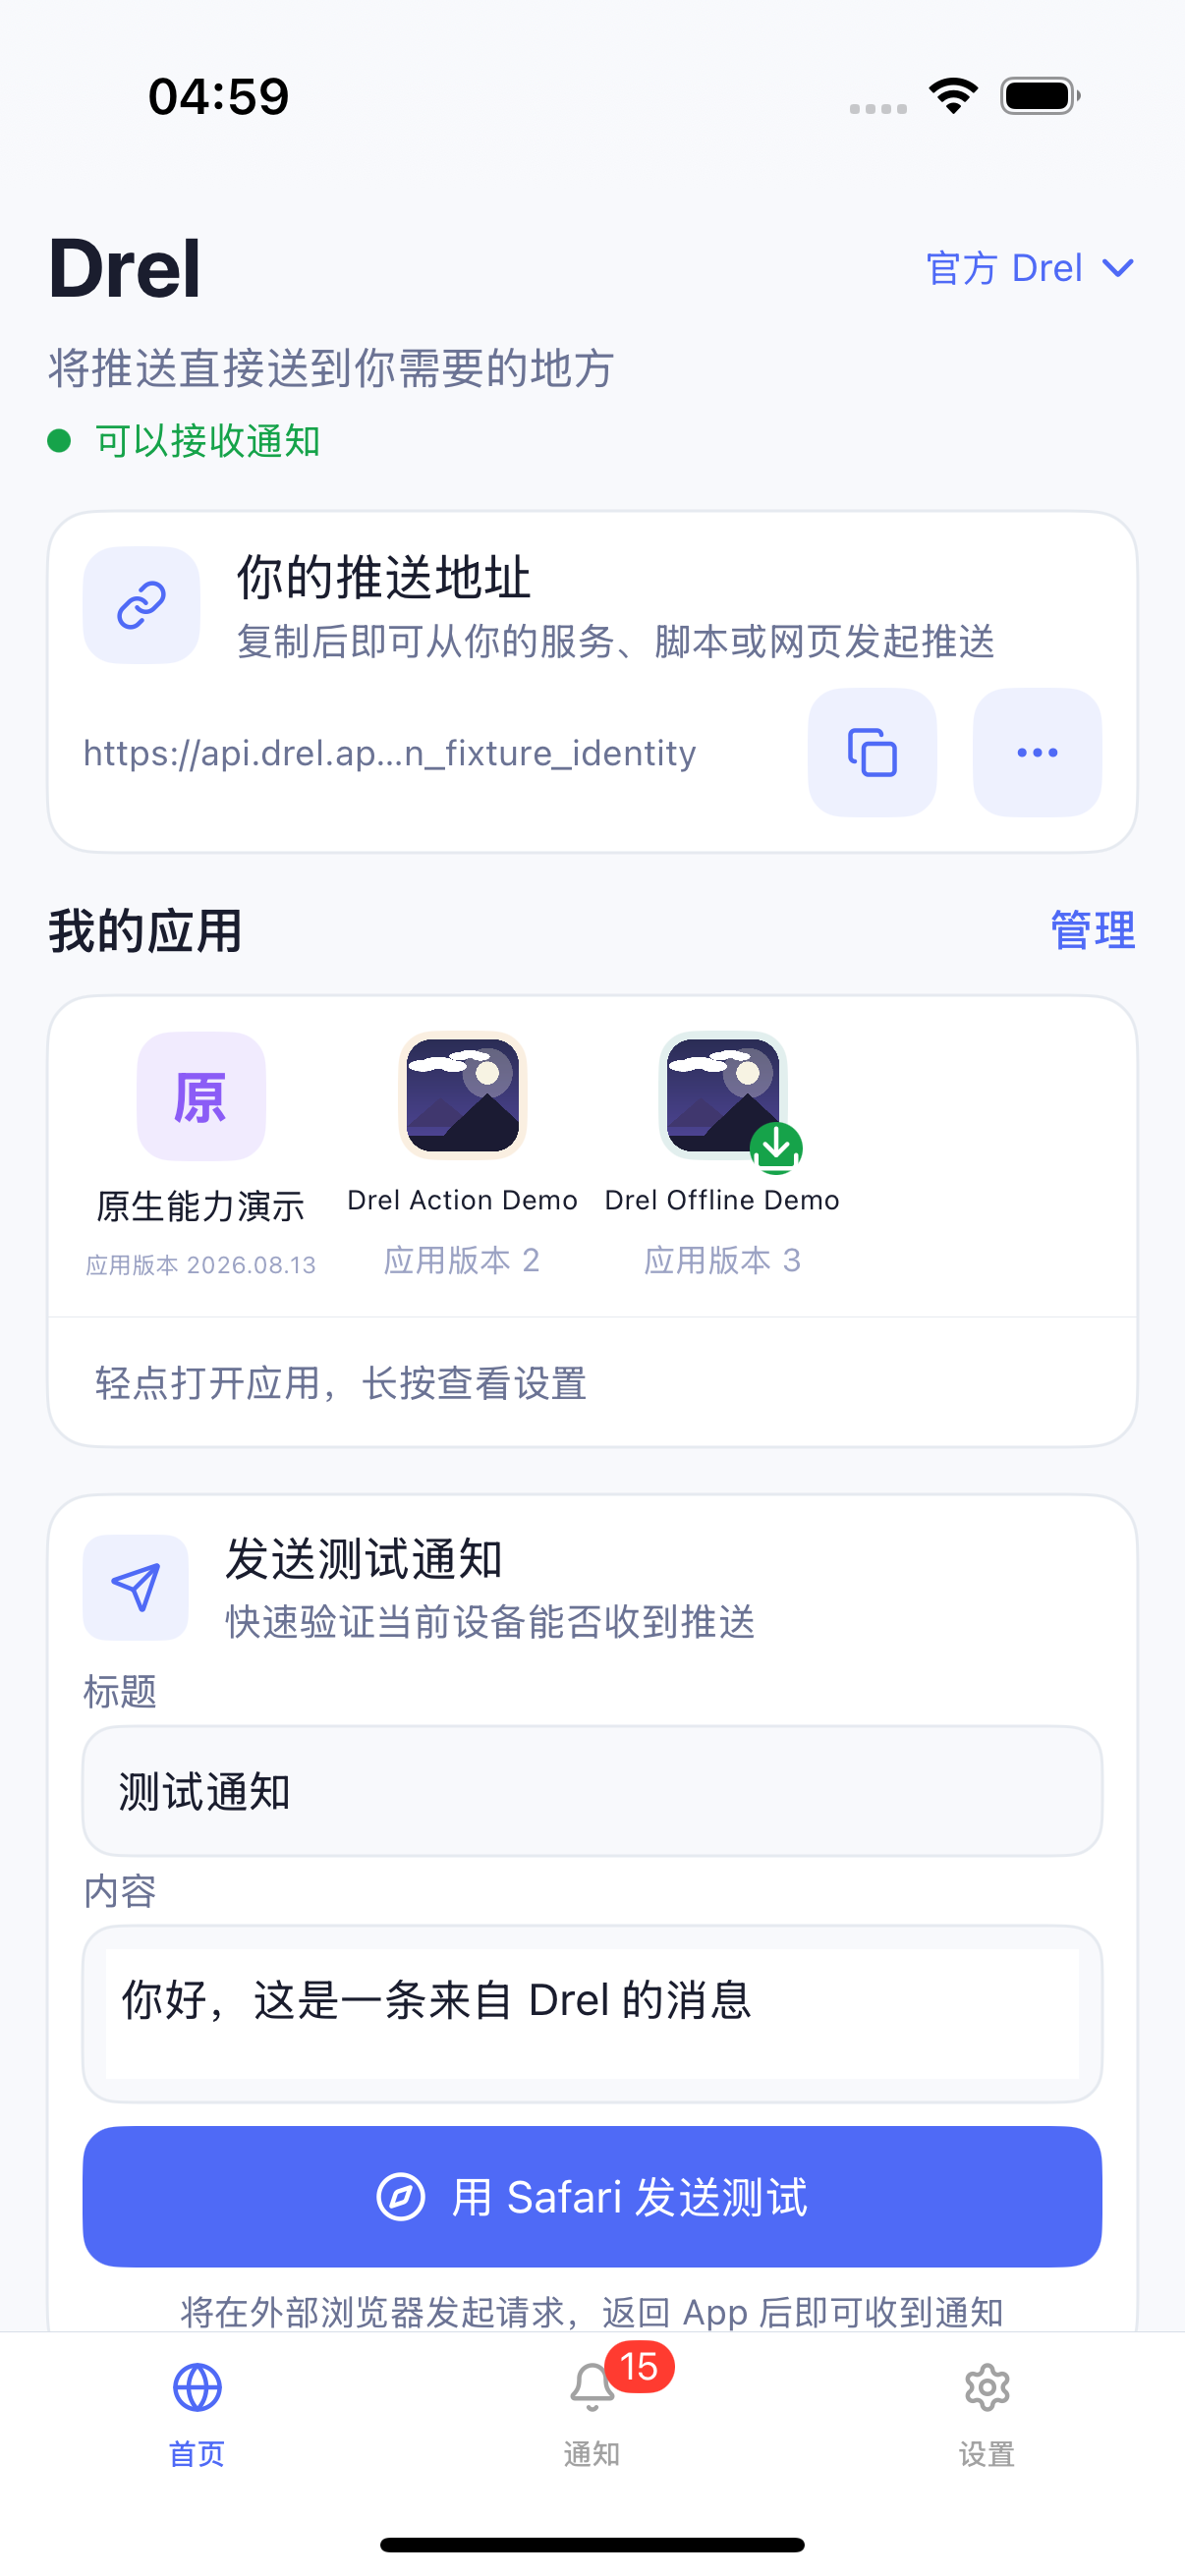 04:59
Drel
官方 Drel
将推送直接送到你需要的地方
可以接收通知
你的推送地址
复制后即可从你的服务、脚本或网页发起推送
https://api.drel.ap...n_fixture_identity
我的应用
管理
原
原生能力演示
应用版本 2026.08.13
Drel Action Demo
应用版本 2
Drel Offline Demo
应用版本 3
轻点打开应用，长按查看设置
发送测试通知
快速验证当前设备能否收到推送
标题
测试通知
内容
你好，这是一条来自 Drel 的消息
用 Safari 发送测试
将在外部浏览器发起请求，返回 App 后即可收到通知
15
首页
通知
设置